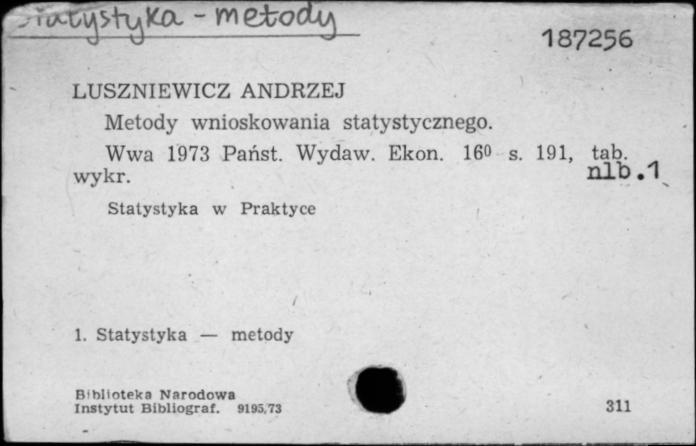 Statystyka - metody
187256
LUSZNIEWICZ ANDRZEJ
Metody wnioskowania statystycznego.
Wwa 1973 Państ. Wydaw. Ekon. 16⁰ s. 191, tab.
wykr. nlb.1
Statystyka w Praktyce
1. Statystyka — metody
Biblioteka Narodowa
Instytut Bibliograf. 9195,73 311